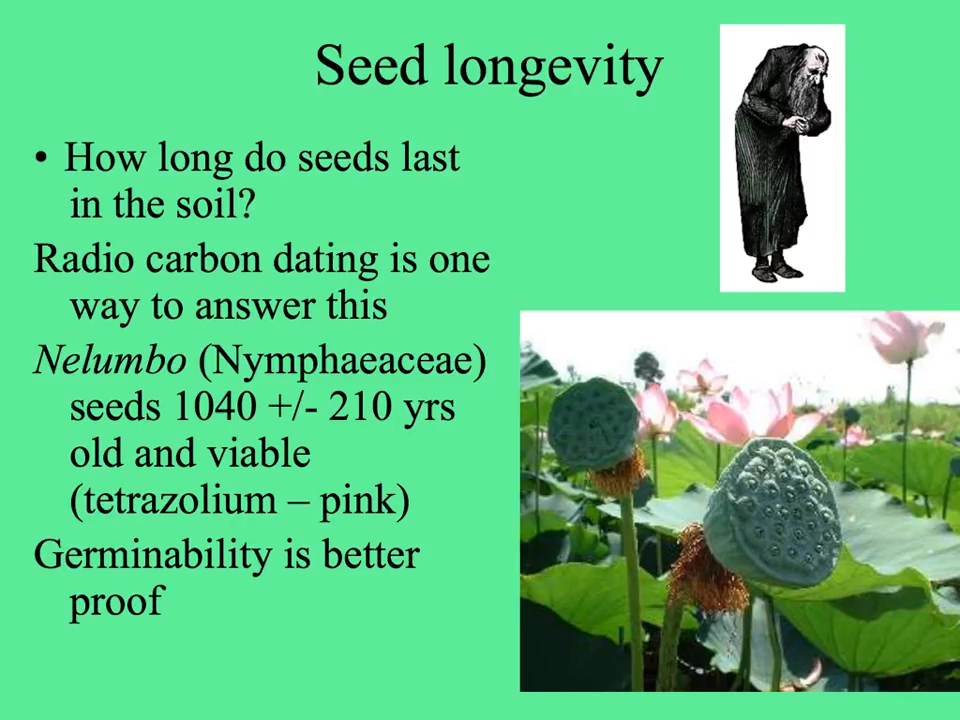 Seed longevity
• How long do seeds last
in the soil?
Radio carbon dating is one
way to answer this
Nelumbo (Nymphaeaceae)
seeds 1040 +/- 210 yrs
old and viable
(tetrazolium – pink)
Germinability is better
proof